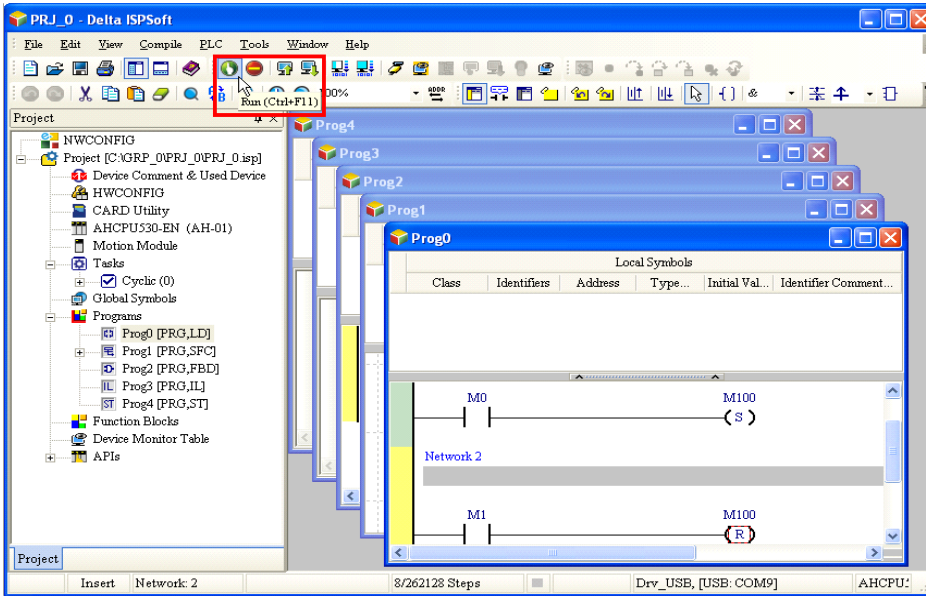 PRJ_0 - Delta ISPSoft
File Edit View Compile PLC Tools Window Help
100% ADDR
Run (Ctrl+F11)
Project
NWCONFIG
Project [C:\GRP_0\PRJ_0\PRJ_0.isp]
Device Comment & Used Device
HWCONFIG
CARD Utility
AHCPU530-EN (AH-01)
Motion Module
Tasks
Cyclic (0)
Global Symbols
Programs
Prog0 [PRG,LD]
Prog1 [PRG,SFC]
Prog2 [PRG,FBD]
Prog3 [PRG,IL]
Prog4 [PRG,ST]
Function Blocks
Device Monitor Table
APIs
Project
Prog4
Prog3
Prog2
Prog1
Prog0
Local Symbols
Class Identifiers Address Type... Initial Val... Identifier Comment...
M0 M100
S
Network 2
M1 M100
R
Insert Network: 2 8/262128 Steps Drv_USB, [USB: COM9]